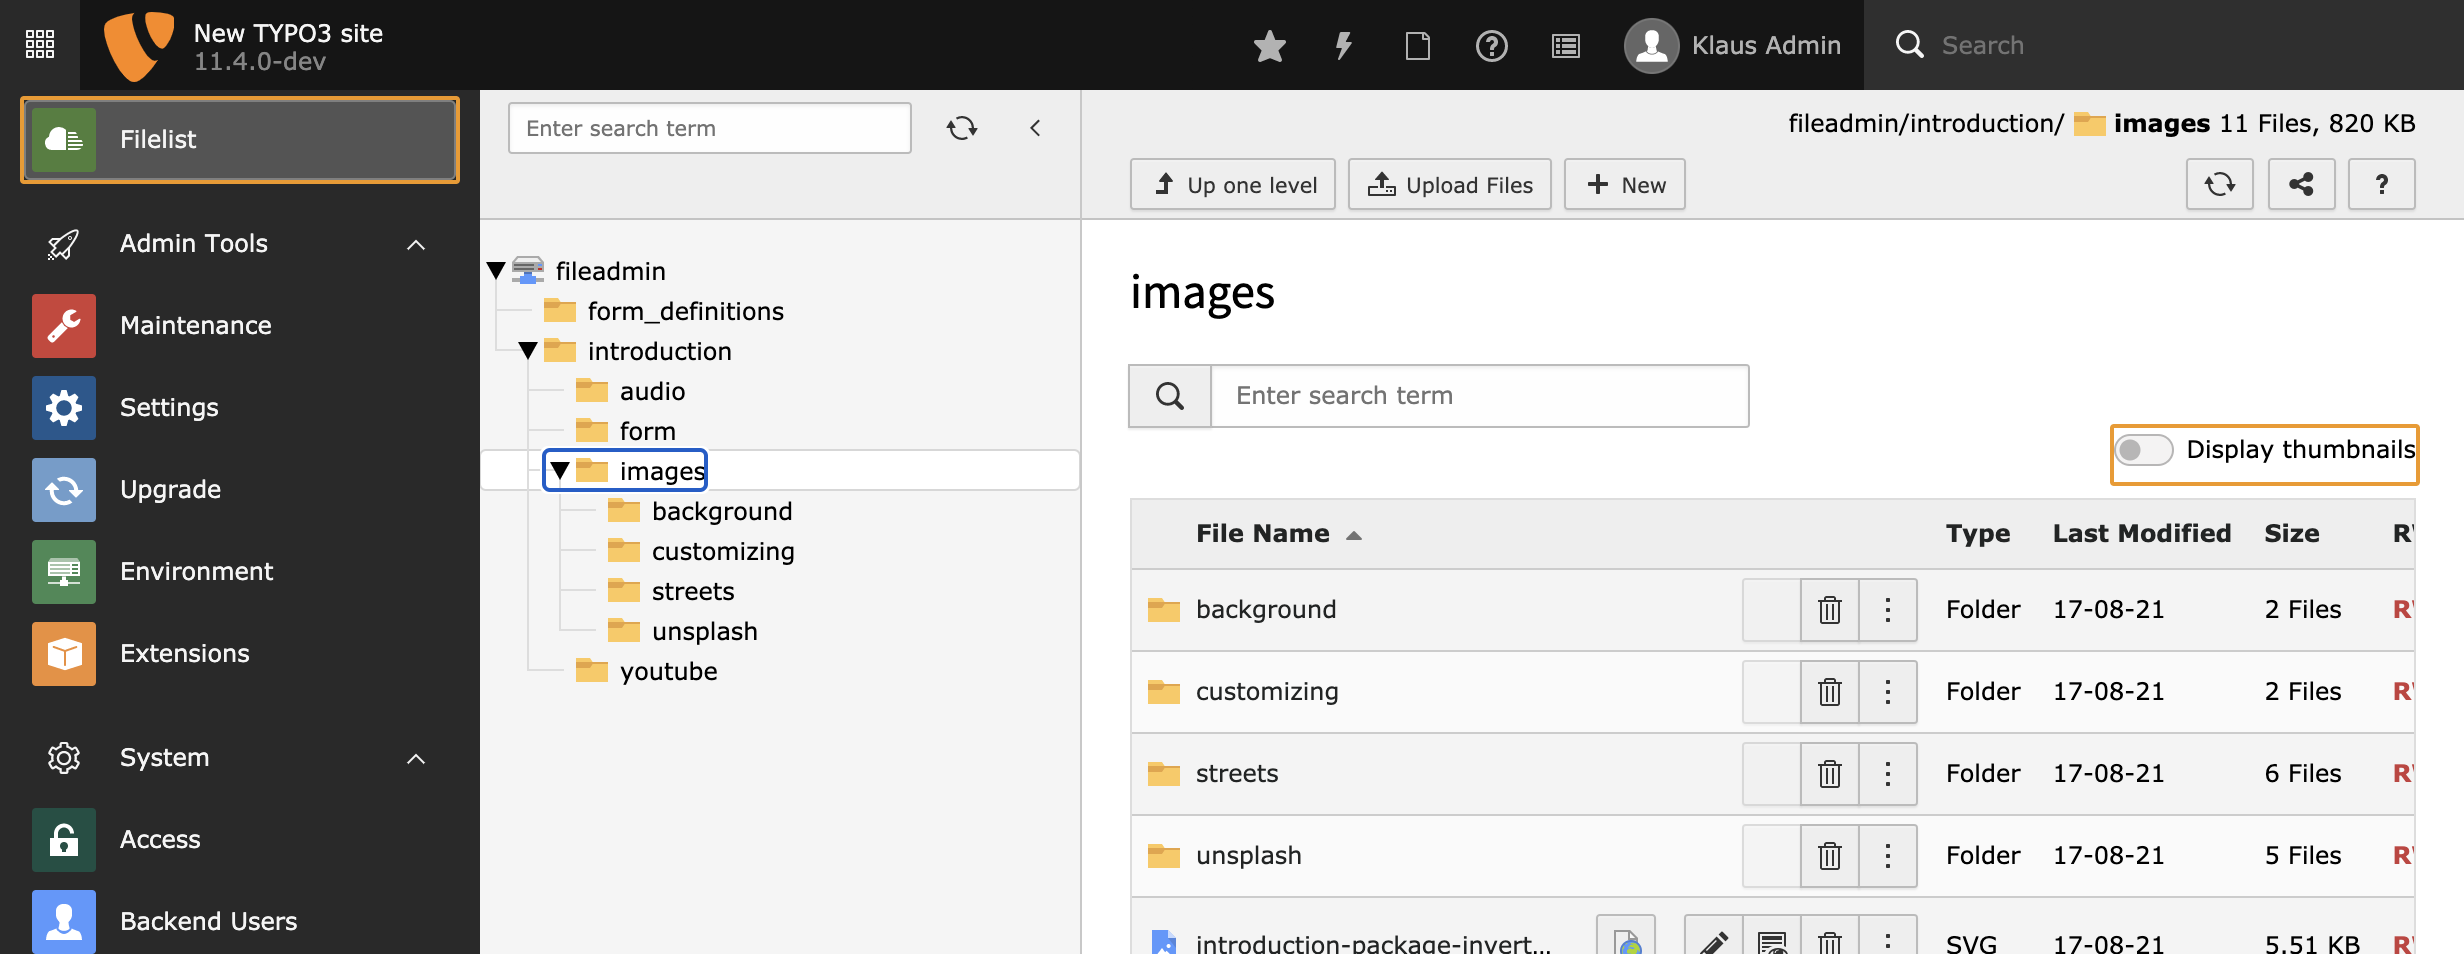 New TYPO3 site
11.4.0-dev
Klaus Admin
Search
Filelist
Admin Tools
Maintenance
Settings
Upgrade
Environment
Extensions
System
Access
Backend Users
Enter search term
fileadmin
form_definitions
introduction
audio
form
images
background
customizing
streets
unsplash
youtube
fileadmin/introduction/ images 11 Files, 820 KB
Up one level Upload Files + New ?
images
Enter search term
Display thumbnails
File Name Type Last Modified Size
background Folder 17-08-21 2 Files
customizing Folder 17-08-21 2 Files
streets Folder 17-08-21 6 Files
unsplash Folder 17-08-21 5 Files
introduction-package-invert... SVG 17-08-21 5.51 KB